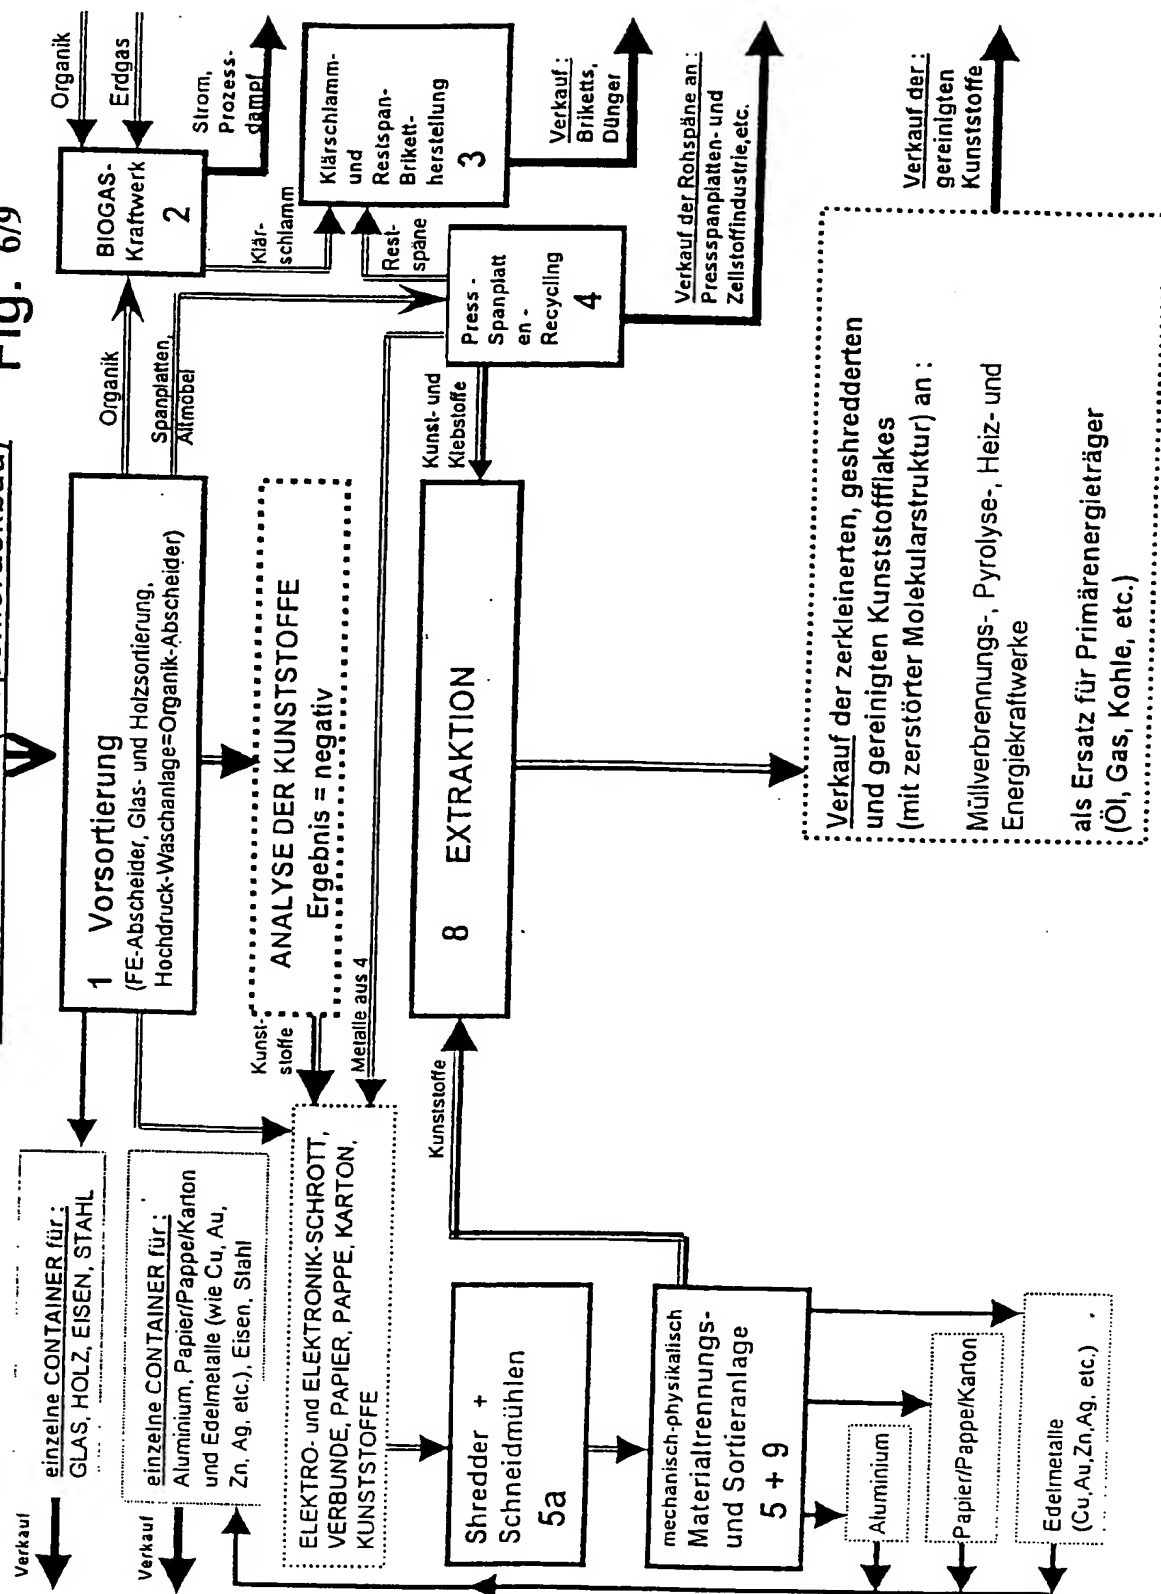 Fig. 6/9
Organik
Erdgas
BIOGAS-
Kraftwerk
2
Strom,
Prozess-
dampf
Klär-
schlamm
Klärschlamm-
und
Restspan-
Brikett-
herstellung
3
Verkauf :
Briketts,
Dünger
Rest-
späne
Organik
Spanplatten,
Altmöbel
Press-
Spanplatt
en-
Recycling
4
Verkauf der Rohspäne an :
Pressspanplatten- und
Zellstoffindustrie,etc.
Kunst- und
Klebstoffe
1 Vorsortierung
(FE-Abscheider, Glas- und Holzsortierung,
Hochdruck-Waschanlage=Organik-Abscheider)
ANALYSE DER KUNSTSTOFFE
Ergebnis = negativ
Kunst-
stoffe
Metalle aus 4
8 EXTRAKTION
Kunststoffe
Verkauf der :
gereinigten
Kunststoffe
Verkauf der zerkleinerten, geshredderten
und gereinigten Kunststoffflakes
(mit zerstörter Molekularstruktur) an :
Müllverbrennungs-, Pyrolyse-, Heiz- und
Energiekraftwerke
als Ersatz für Primärenergieträger
(Öl, Gas, Kohle, etc.)
einzelne CONTAINER für :
GLAS, HOLZ, EISEN, STAHL
Verkauf
einzelne CONTAINER für :
Aluminium, Papier/Pappe/Karton
und Edelmetalle (wie Cu, Au,
Zn, Ag, etc.), Eisen, Stahl
Verkauf
ELEKTRO- und ELEKTRONIK-SCHROTT,
VERBUNDE, PAPIER, PAPPE, KARTON,
KUNSTSTOFFE
Shredder +
Schneidmühlen
5a
mechanisch-physikalisch
Materialtrennungs-
und Sortieranlage
5 + 9
Aluminium
Papier/Pappe/Karton
Edelmetalle
(Cu,Au,Zn,Ag, etc.)